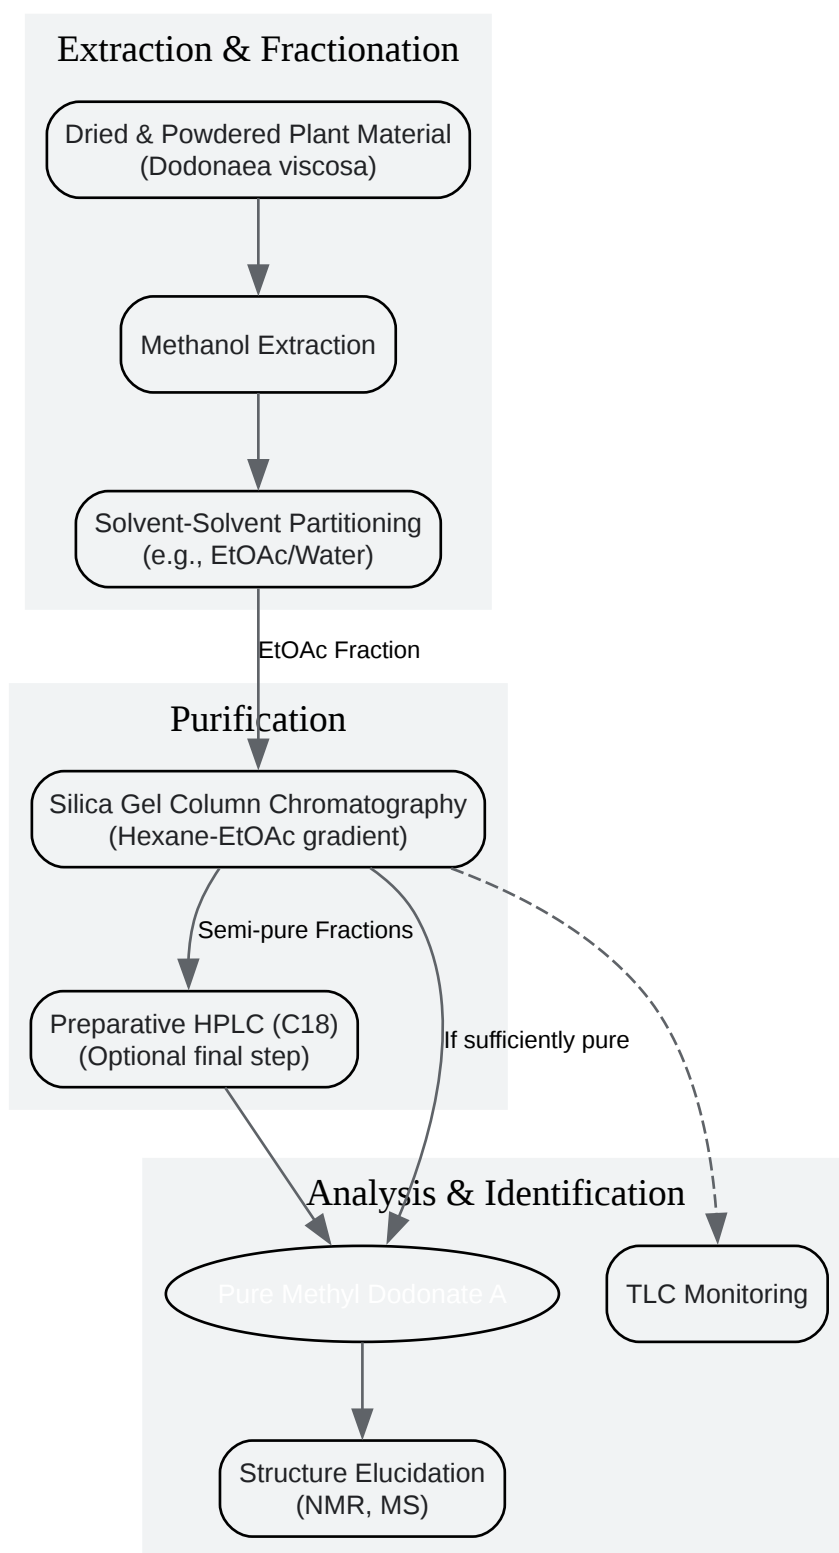 Extraction & Fractionation
Dried & Powdered Plant Material
(Dodonaea viscosa)
Methanol Extraction
Solvent-Solvent Partitioning
(e.g., EtOAc/Water)
EtOAc Fraction
Purification
Silica Gel Column Chromatography
(Hexane-EtOAc gradient)
Semi-pure Fractions
Preparative HPLC (C18)
(Optional final step)
If sufficiently pure
Analysis & Identification
Pure Methyl Dodonate A
TLC Monitoring
Structure Elucidation
(NMR, MS)